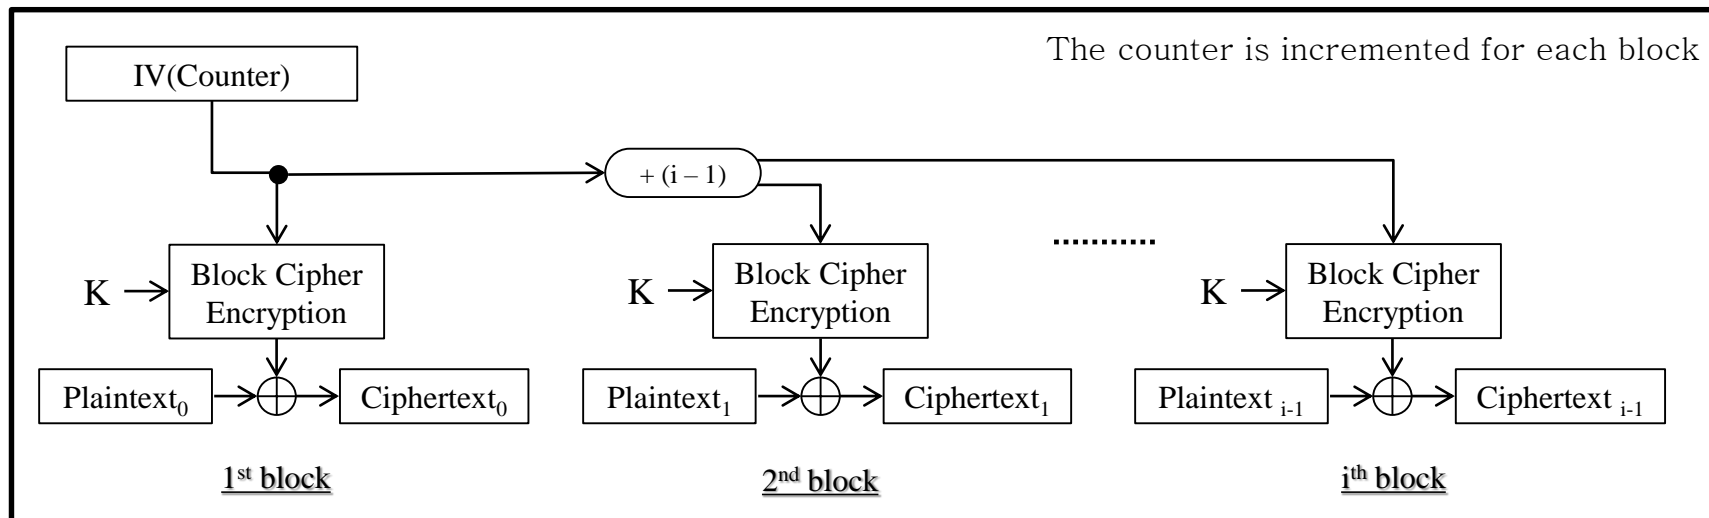 The counter is incremented for each block
IV(Counter)
+ (i – 1)
K
Block Cipher
Encryption
K
Block Cipher
Encryption
K
Block Cipher
Encryption
Plaintext₀
Ciphertext₀
Plaintext₁
Ciphertext₁
Plaintext ᵢ₋₁
Ciphertext ᵢ₋₁
1ˢᵗ block
2ⁿᵈ block
iᵗʰ block